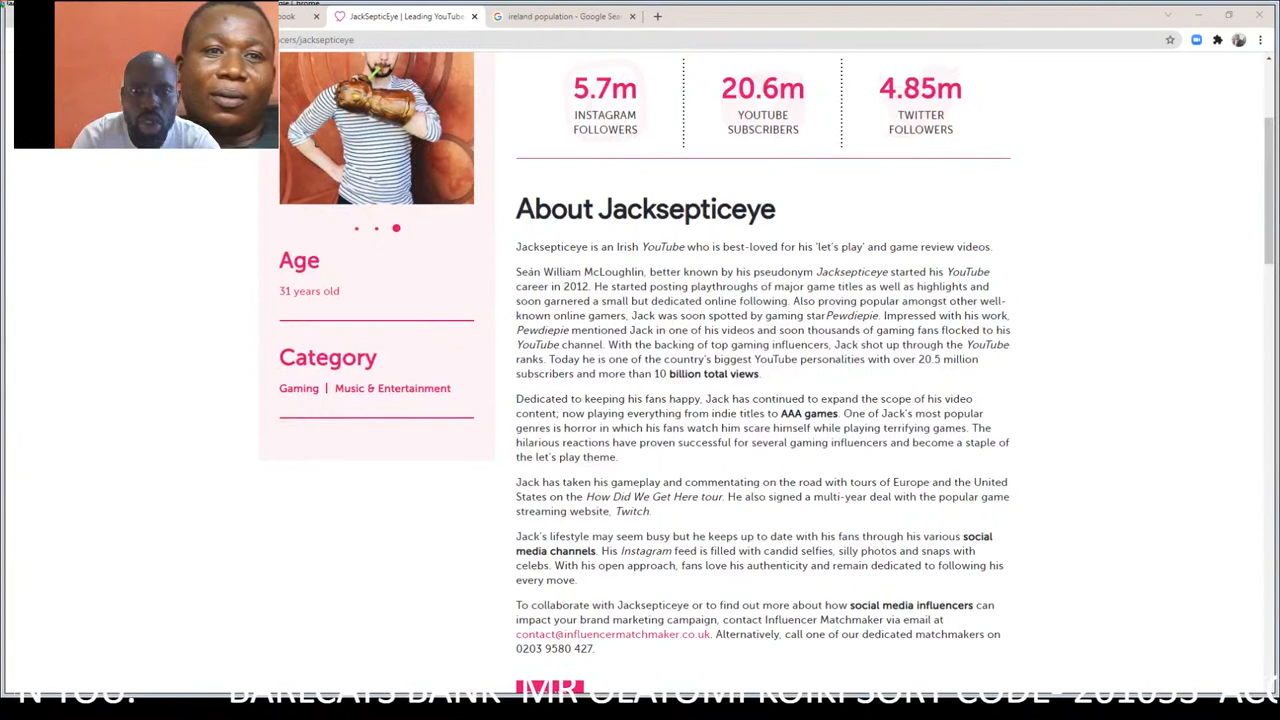 ook
JackSepticEye | Leading YouTube
ireland population - Google Sea
cers/jacksepticeye
5.7m
INSTAGRAM
FOLLOWERS
20.6m
YOUTUBE
SUBSCRIBERS
4.85m
TWITTER
FOLLOWERS
Age
31 years old
Category
Gaming | Music & Entertainment
About Jacksepticeye
Jacksepticeye is an Irish YouTube who is best-loved for his 'let's play' and game review videos.
Seán William McLoughlin, better known by his pseudonym Jacksepticeye started his YouTube
career in 2012. He started posting playthroughs of major game titles as well as highlights and
soon garnered a small but dedicated online following. Also proving popular amongst other well-
known online gamers, Jack was soon spotted by gaming starPewdiepie. Impressed with his work,
Pewdiepie mentioned Jack in one of his videos and soon thousands of gaming fans flocked to his
YouTube channel. With the backing of top gaming influencers, Jack shot up through the YouTube
ranks. Today he is one of the country's biggest YouTube personalities with over 20.5 million
subscribers and more than 10 billion total views.
Dedicated to keeping his fans happy, Jack has continued to expand the scope of his video
content; now playing everything from indie titles to AAA games. One of Jack's most popular
genres is horror in which his fans watch him scare himself while playing terrifying games. The
hilarious reactions have proven successful for several gaming influencers and become a staple of
the let's play theme.
Jack has taken his gameplay and commentating on the road with tours of Europe and the United
States on the How Did We Get Here tour. He also signed a multi-year deal with the popular game
streaming website, Twitch.
Jack's lifestyle may seem busy but he keeps up to date with his fans through his various social
media channels. His Instagram feed is filled with candid selfies, silly photos and snaps with
celebs. With his open approach, fans love his authenticity and remain dedicated to following his
every move.
To collaborate with Jacksepticeye or to find out more about how social media influencers can
impact your brand marketing campaign, contact Influencer Matchmaker via email at
contact@influencermatchmaker.co.uk. Alternatively, call one of our dedicated matchmakers on
0203 9580 427.
N YOU. BARLCAYS BANK MR OLAYOMI KOIKI SORT CODE